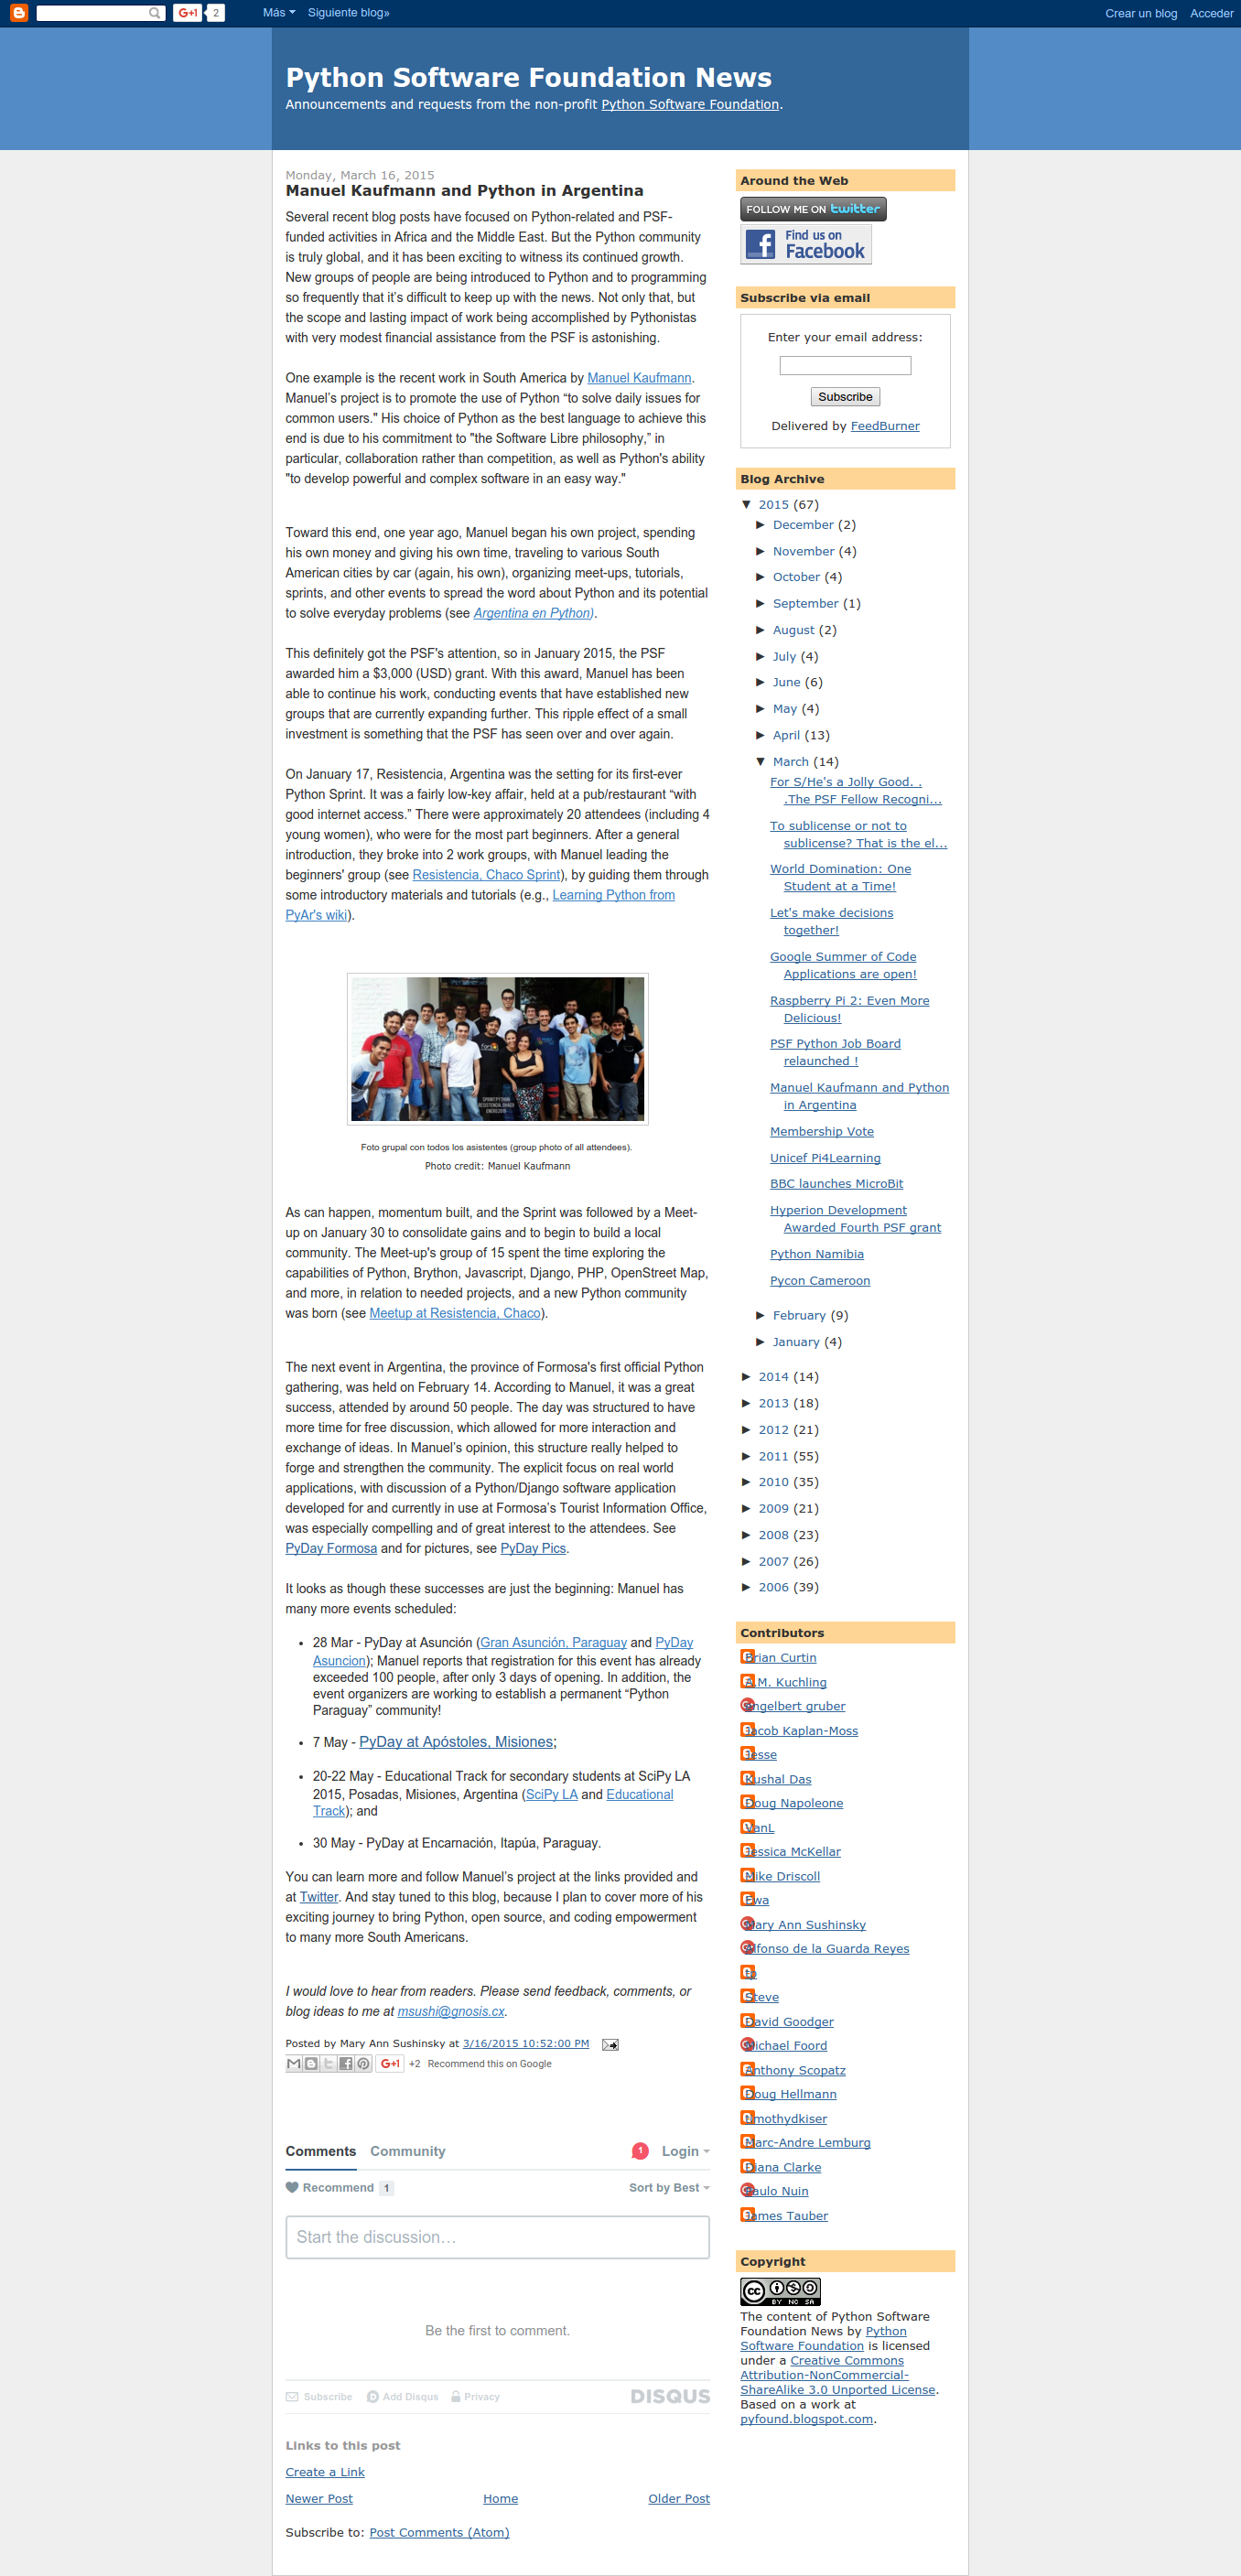 G+1
2
Más
Siguiente blog»
Crear un blog
Acceder
Python Software Foundation News
Announcements and requests from the non-profit Python Software Foundation.
Monday, March 16, 2015
Manuel Kaufmann and Python in Argentina
Several recent blog posts have focused on Python-related and PSF-
funded activities in Africa and the Middle East. But the Python community
is truly global, and it has been exciting to witness its continued growth.
New groups of people are being introduced to Python and to programming
so frequently that it's difficult to keep up with the news. Not only that, but
the scope and lasting impact of work being accomplished by Pythonistas
with very modest financial assistance from the PSF is astonishing.
One example is the recent work in South America by Manuel Kaufmann.
Manuel's project is to promote the use of Python “to solve daily issues for
common users." His choice of Python as the best language to achieve this
end is due to his commitment to "the Software Libre philosophy,” in
particular, collaboration rather than competition, as well as Python's ability
"to develop powerful and complex software in an easy way."
Toward this end, one year ago, Manuel began his own project, spending
his own money and giving his own time, traveling to various South
American cities by car (again, his own), organizing meet-ups, tutorials,
sprints, and other events to spread the word about Python and its potential
to solve everyday problems (see Argentina en Python).
This definitely got the PSF's attention, so in January 2015, the PSF
awarded him a $3,000 (USD) grant. With this award, Manuel has been
able to continue his work, conducting events that have established new
groups that are currently expanding further. This ripple effect of a small
investment is something that the PSF has seen over and over again.
On January 17, Resistencia, Argentina was the setting for its first-ever
Python Sprint. It was a fairly low-key affair, held at a pub/restaurant “with
good internet access.” There were approximately 20 attendees (including 4
young women), who were for the most part beginners. After a general
introduction, they broke into 2 work groups, with Manuel leading the
beginners' group (see Resistencia, Chaco Sprint), by guiding them through
some introductory materials and tutorials (e.g., Learning Python from
PyAr's wiki).
SPRINT PYTHON
RESISTENCIA, CHACO
ENERO 2015
Foto grupal con todos los asistentes (group photo of all attendees).
Photo credit: Manuel Kaufmann
As can happen, momentum built, and the Sprint was followed by a Meet-
up on January 30 to consolidate gains and to begin to build a local
community. The Meet-up's group of 15 spent the time exploring the
capabilities of Python, Brython, Javascript, Django, PHP, OpenStreet Map,
and more, in relation to needed projects, and a new Python community
was born (see Meetup at Resistencia, Chaco).
The next event in Argentina, the province of Formosa's first official Python
gathering, was held on February 14. According to Manuel, it was a great
success, attended by around 50 people. The day was structured to have
more time for free discussion, which allowed for more interaction and
exchange of ideas. In Manuel's opinion, this structure really helped to
forge and strengthen the community. The explicit focus on real world
applications, with discussion of a Python/Django software application
developed for and currently in use at Formosa's Tourist Information Office,
was especially compelling and of great interest to the attendees. See
PyDay Formosa and for pictures, see PyDay Pics.
It looks as though these successes are just the beginning: Manuel has
many more events scheduled:
• 28 Mar - PyDay at Asunción (Gran Asunción, Paraguay and PyDay
Asuncion); Manuel reports that registration for this event has already
exceeded 100 people, after only 3 days of opening. In addition, the
event organizers are working to establish a permanent “Python
Paraguay” community!
• 7 May - PyDay at Apóstoles, Misiones;
• 20-22 May - Educational Track for secondary students at SciPy LA
2015, Posadas, Misiones, Argentina (SciPy LA and Educational
Track); and
• 30 May - PyDay at Encarnación, Itapúa, Paraguay.
You can learn more and follow Manuel's project at the links provided and
at Twitter. And stay tuned to this blog, because I plan to cover more of his
exciting journey to bring Python, open source, and coding empowerment
to many more South Americans.
I would love to hear from readers. Please send feedback, comments, or
blog ideas to me at msushi@gnosis.cx.
Posted by Mary Ann Sushinsky at 3/16/2015 10:52:00 PM
G+1 +2 Recommend this on Google
Comments Community 1 Login
Recommend 1 Sort by Best
Start the discussion…
Be the first to comment.
Subscribe Add Disqus Privacy DISQUS
Links to this post
Create a Link
Newer Post Home Older Post
Subscribe to: Post Comments (Atom)
Around the Web
FOLLOW ME ON twitter
Find us on
Facebook
Subscribe via email
Enter your email address:
Subscribe
Delivered by FeedBurner
Blog Archive
▼ 2015 (67)
► December (2)
► November (4)
► October (4)
► September (1)
► August (2)
► July (4)
► June (6)
► May (4)
► April (13)
▼ March (14)
For S/He's a Jolly Good. .
.The PSF Fellow Recogni...
To sublicense or not to
sublicense? That is the el...
World Domination: One
Student at a Time!
Let's make decisions
together!
Google Summer of Code
Applications are open!
Raspberry Pi 2: Even More
Delicious!
PSF Python Job Board
relaunched !
Manuel Kaufmann and Python
in Argentina
Membership Vote
Unicef Pi4Learning
BBC launches MicroBit
Hyperion Development
Awarded Fourth PSF grant
Python Namibia
Pycon Cameroon
► February (9)
► January (4)
► 2014 (14)
► 2013 (18)
► 2012 (21)
► 2011 (55)
► 2010 (35)
► 2009 (21)
► 2008 (23)
► 2007 (26)
► 2006 (39)
Contributors
Brian Curtin
A.M. Kuchling
engelbert gruber
Jacob Kaplan-Moss
Jesse
Kushal Das
Doug Napoleone
VanL
Jessica McKellar
Mike Driscoll
Ewa
Mary Ann Sushinsky
Alfonso de la Guarda Reyes
tp
Steve
David Goodger
Michael Foord
Anthony Scopatz
Doug Hellmann
timothydkiser
Marc-Andre Lemburg
Diana Clarke
Paulo Nuin
James Tauber
Copyright
cc BY NC SA
The content of Python Software
Foundation News by Python
Software Foundation is licensed
under a Creative Commons
Attribution-NonCommercial-
ShareAlike 3.0 Unported License.
Based on a work at
pyfound.blogspot.com.